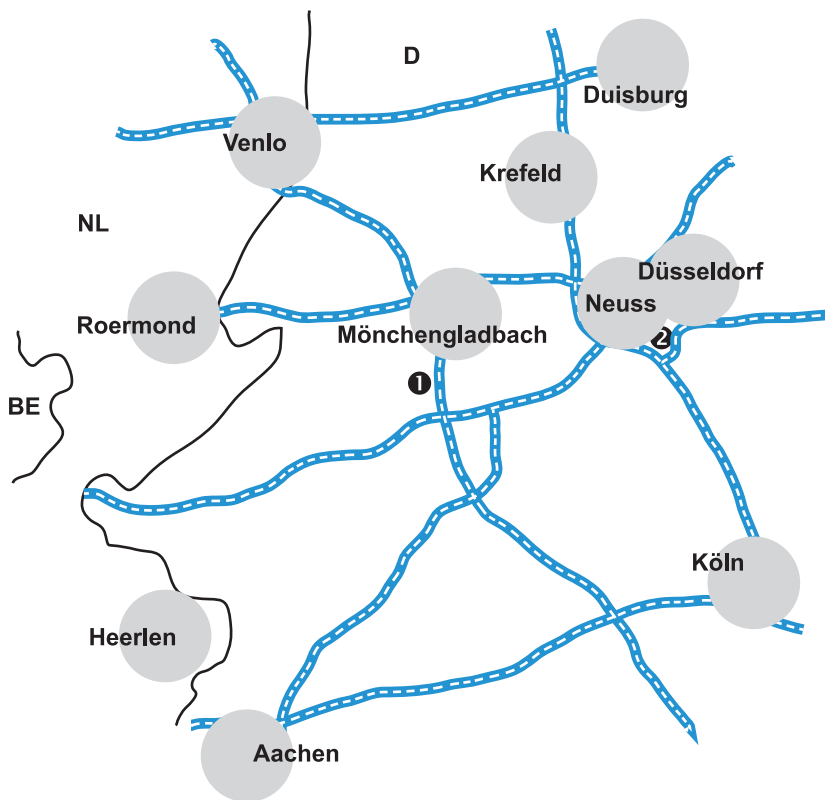 D
Duisburg
Venlo
Krefeld
NL
Düsseldorf
Neuss
Roermond
Mönchengladbach
2
1
BE
Köln
Heerlen
Aachen